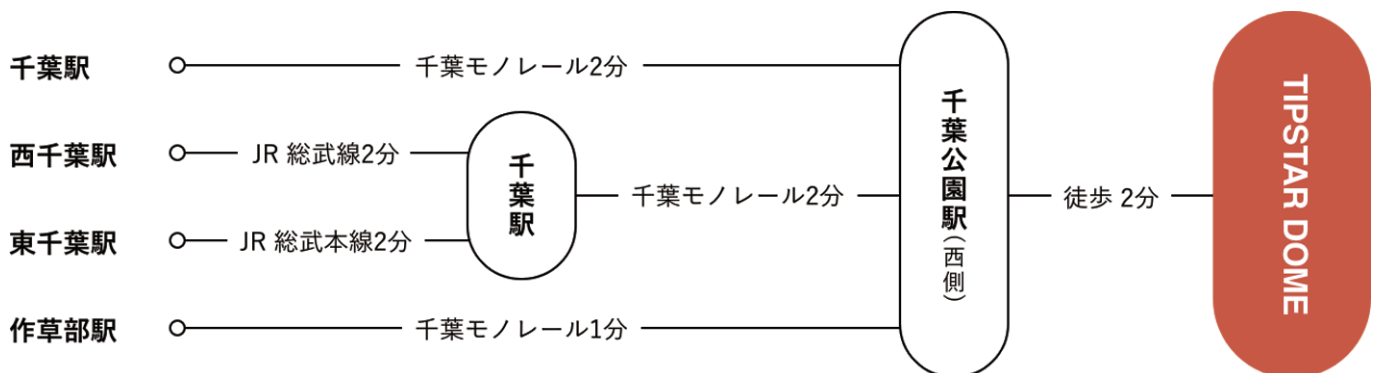 千葉駅
千葉モノレール2分
西千葉駅
JR 総武線2分
東千葉駅
JR 総武本線2分
千葉駅
千葉モノレール2分
作草部駅
千葉モノレール1分
千葉公園駅(西側)
徒歩 2分
TIPSTAR DOME